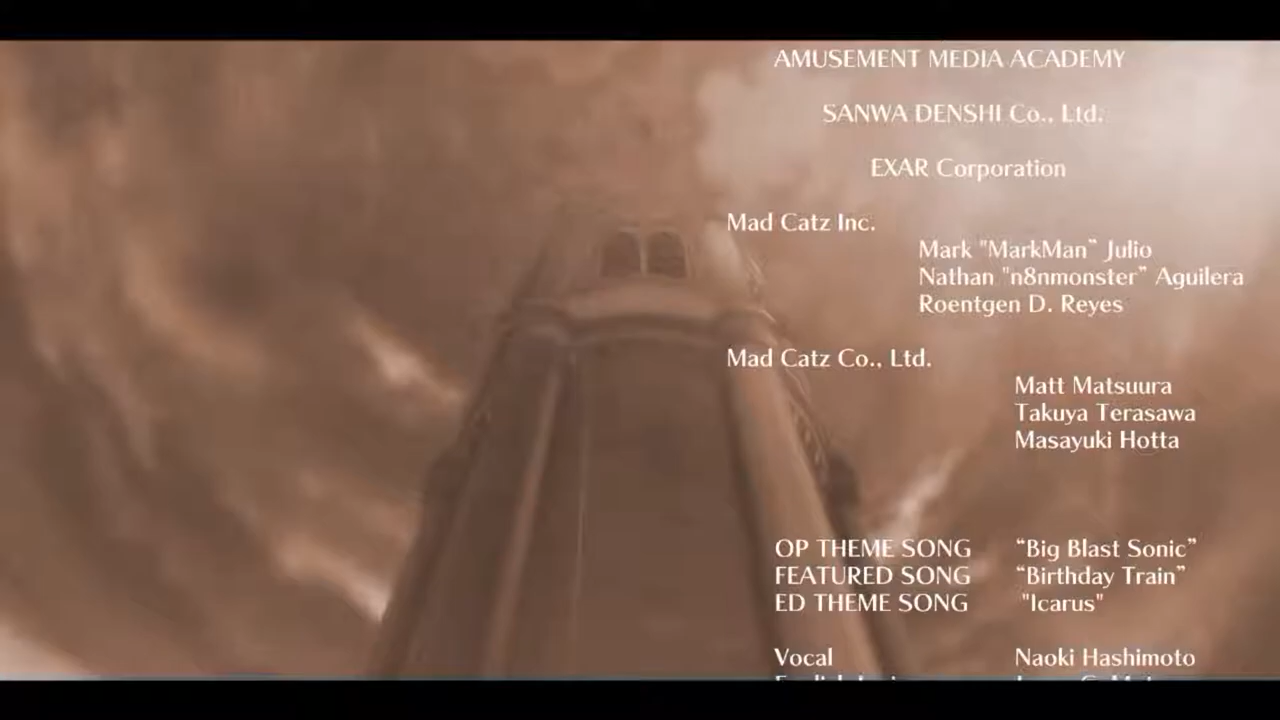 AMUSEMENT MEDIA ACADEMY
SANWA DENSHI Co., Ltd.
EXAR Corporation
Mad Catz Inc.
Mark "MarkMan” Julio
Nathan "n8nmonster” Aguilera
Roentgen D. Reyes
Mad Catz Co., Ltd.
Matt Matsuura
Takuya Terasawa
Masayuki Hotta
OP THEME SONG “Big Blast Sonic”
FEATURED SONG “Birthday Train”
ED THEME SONG "Icarus"
Vocal Naoki Hashimoto